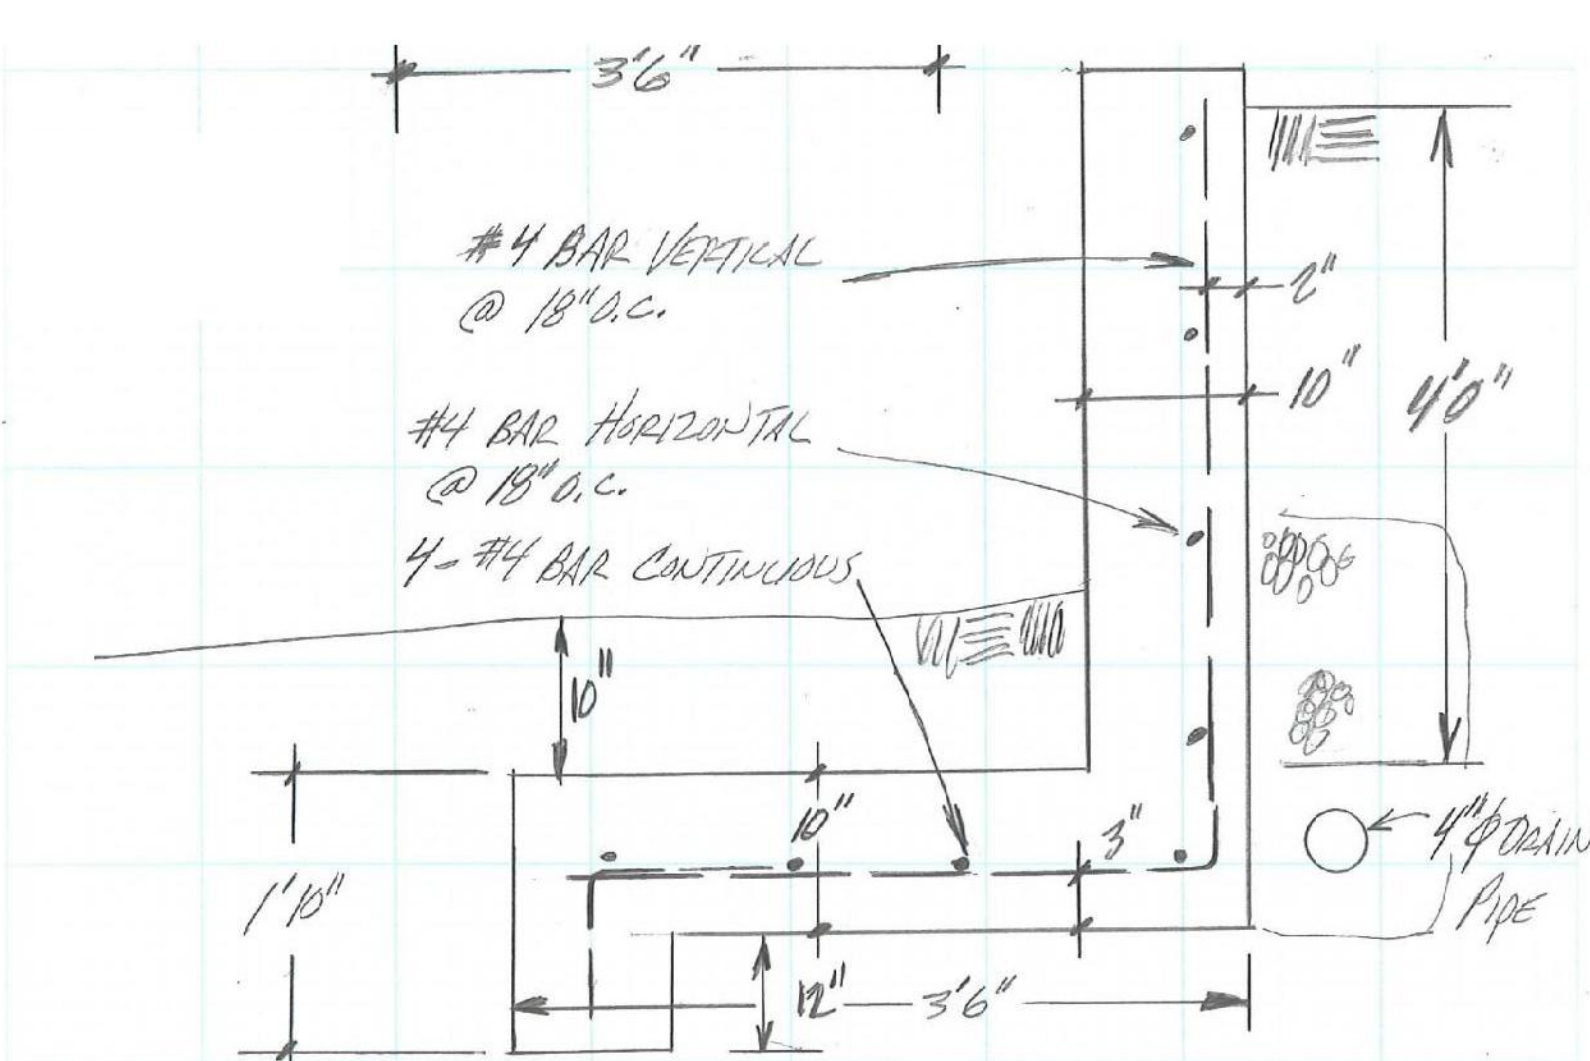 3'6"
#4 BAR VERTICAL
@ 18" O.C.
2"
10"
4'0"
#4 BAR HORIZONTAL
@ 18" O.C.
4-#4 BAR CONTINUOUS
10"
10"
3"
4"φ DRAIN
PIPE
1'10"
12"
3'6"